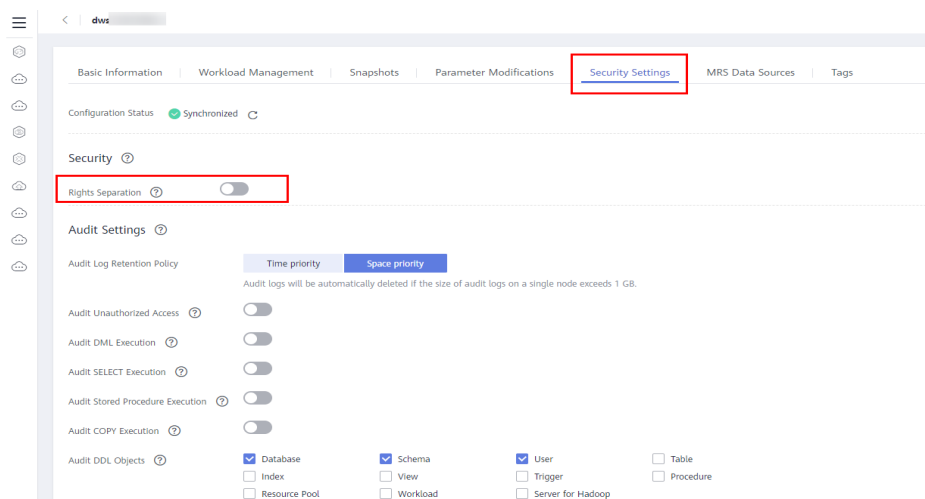 dws
Basic Information Workload Management Snapshots Parameter Modifications Security Settings MRS Data Sources Tags
Configuration Status Synchronized
Security ?
Rights Separation ?
Audit Settings ?
Audit Log Retention Policy Time priority Space priority
Audit logs will be automatically deleted if the size of audit logs on a single node exceeds 1 GB.
Audit Unauthorized Access ?
Audit DML Execution ?
Audit SELECT Execution ?
Audit Stored Procedure Execution ?
Audit COPY Execution ?
Audit DDL Objects ? Database Schema User Table
Index View Trigger Procedure
Resource Pool Workload Server for Hadoop